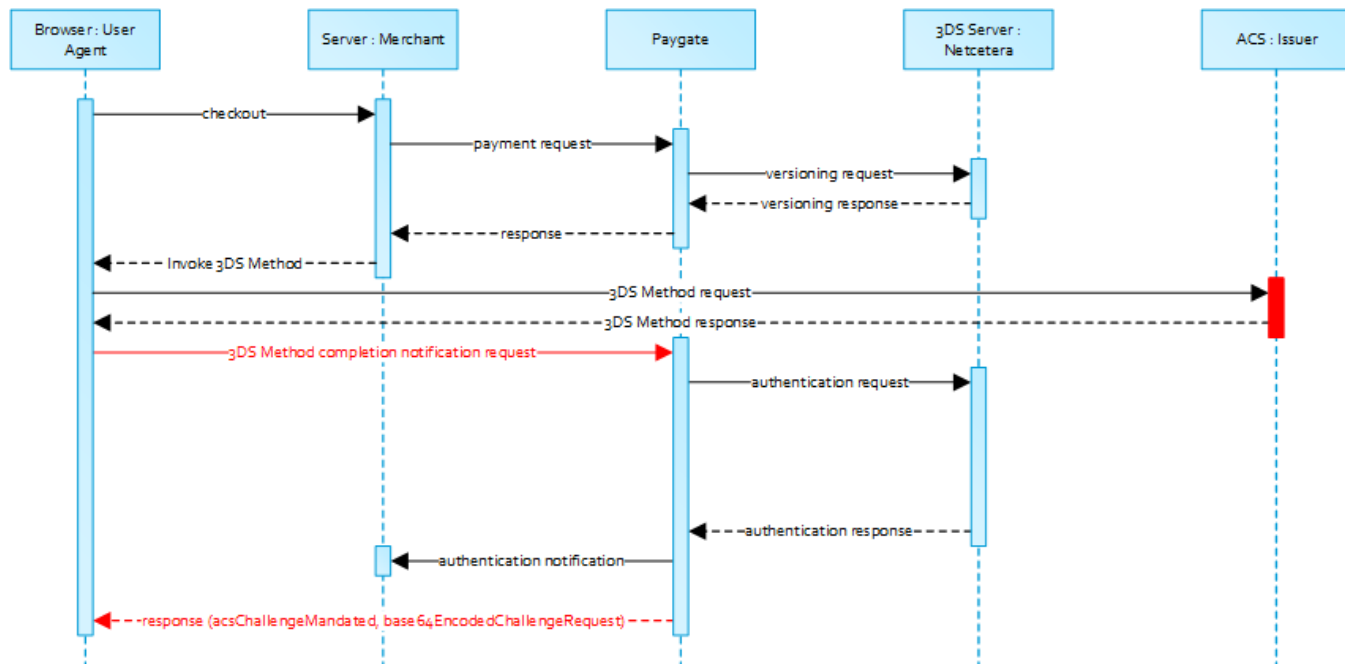 Browser : User
Agent
Server : Merchant
Paygate
3DS Server :
Netcetera
ACS : Issuer
checkout
payment request
versioning request
versioning response
response
Invoke 3DS Method
3DS Method request
3DS Method response
3DS Method completion notification request
authentication request
authentication response
authentication notification
response (acsChallengeMandated, base64EncodedChallengeRequest)